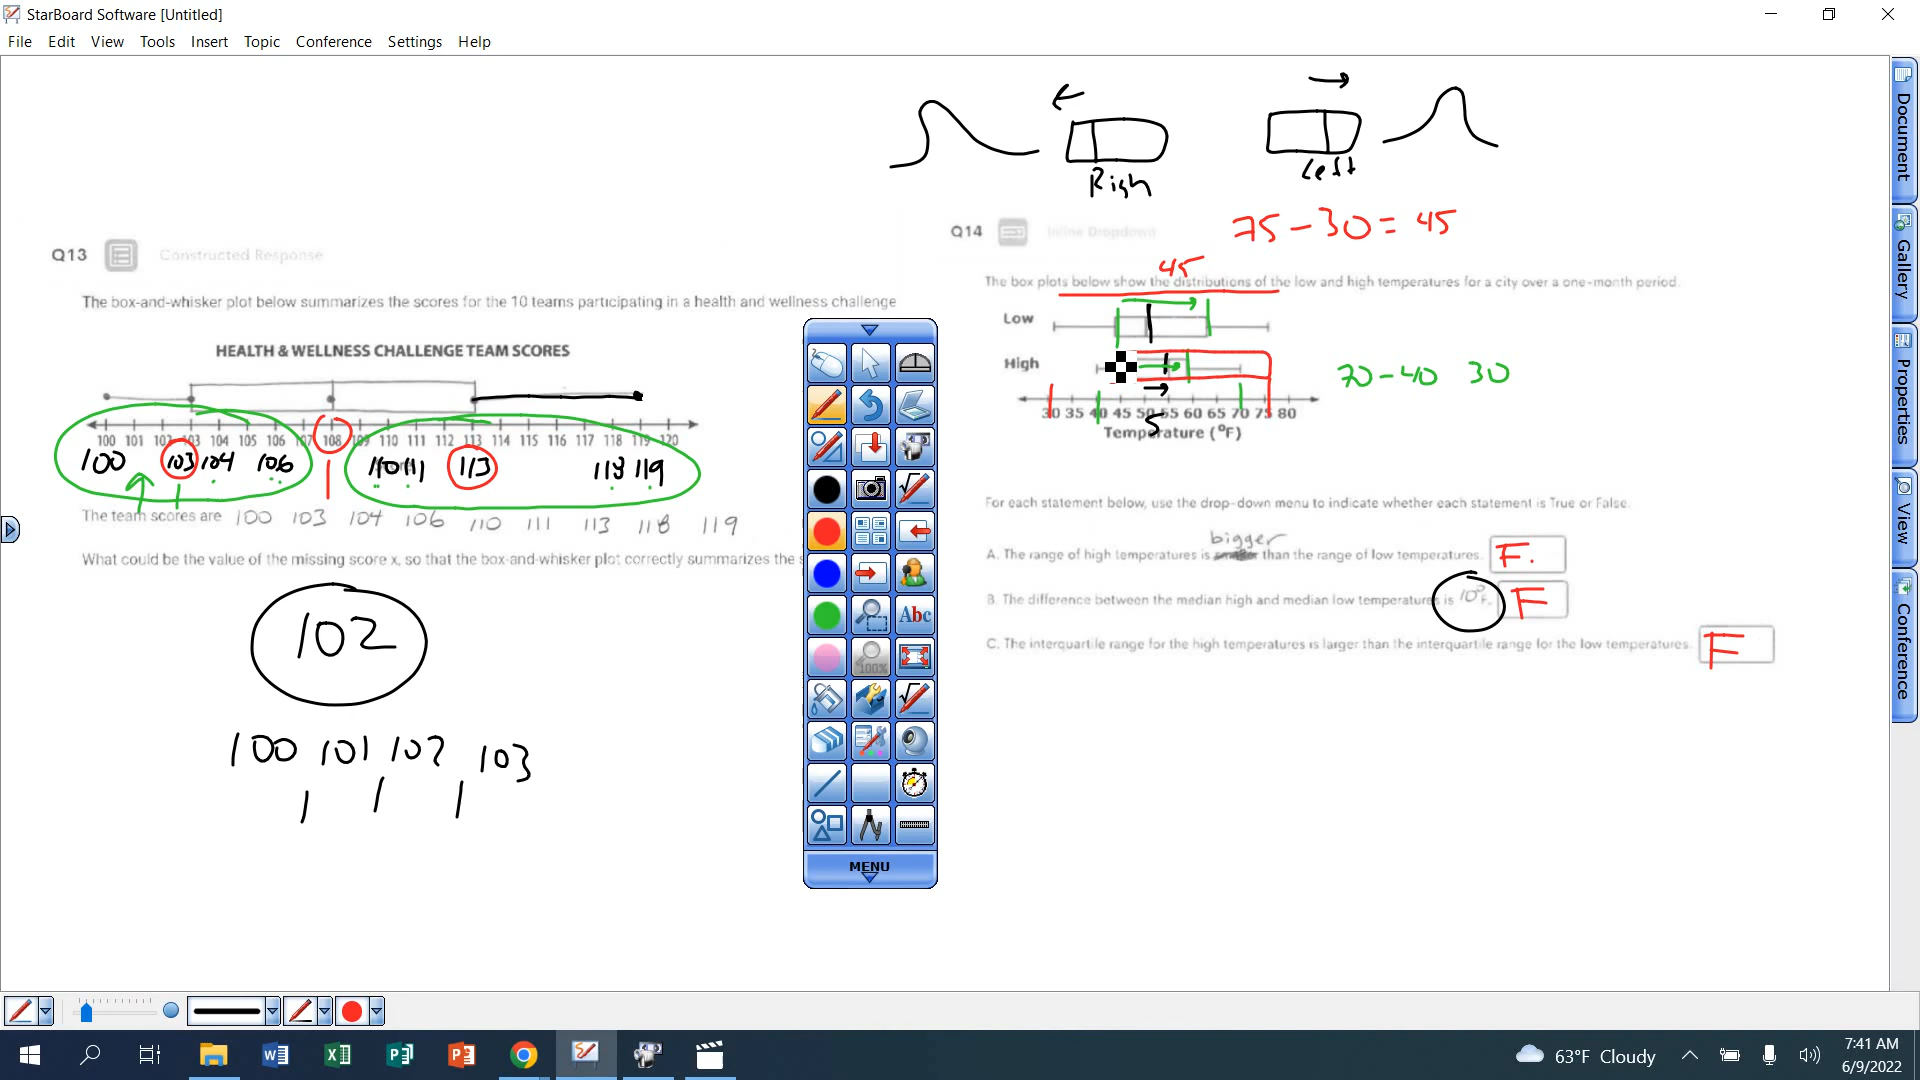 StarBoard Software [Untitled]
File Edit View Tools Insert Topic Conference Settings Help
Document
Gallery
Properties
View
Conference
Righ
Left
75 - 30 = 45
Q13 Constructed Response
The box-and-whisker plot below summarizes the scores for the 10 teams participating in a health and wellness challenge
HEALTH & WELLNESS CHALLENGE TEAM SCORES
100 101 102 103 104 105 106 107 108 109 110 111 112 113 114 115 116 117 118 119 120
100 103 104 106 110 111 113 118 119
The team scores are 100 103 104 106 110 111 113 118 119
What could be the value of the missing score x, so that the box-and-whisker plot correctly summarizes the s
102
100 101 102 103
100%
Abc
MENU
Q14 Inline Dropdown
45
The box plots below show the distributions of the low and high temperatures for a city over a one-month period.
Low
High
70 - 40 30
30 35 40 45 50 55 60 65 70 75 80
5
Temperature (°F)
For each statement below, use the drop-down menu to indicate whether each statement is True or False.
bigger
A. The range of high temperatures is than the range of low temperatures. F.
B. The difference between the median high and median low temperatures is 10°F. F
C. The interquartile range for the high temperatures is larger than the interquartile range for the low temperatures. F
63°F Cloudy
7:41 AM
6/9/2022